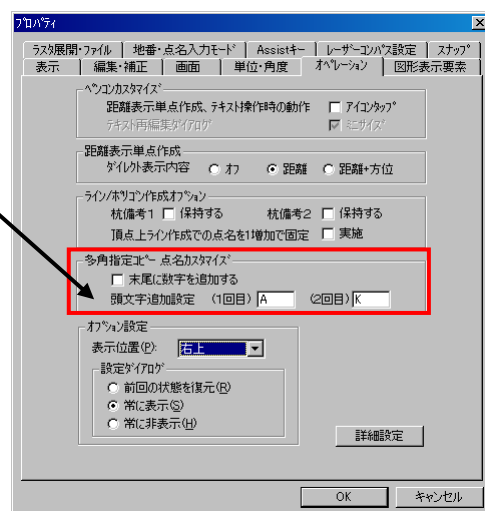 プロパティ
ラスタ展開・ファイル 地番・点名入力モード Assistキー レーザーコンパス設定 スナップ
表示 編集・補正 画面 単位・角度 オペレーション 図形表示要素
ペンコンカスタマイズ
距離表示単点作成、テキスト操作時の動作 アイコンタップ
テキスト再編集ダイアログ ミニサイズ
距離表示単点作成
ダイレクト表示内容 オフ 距離 距離+方位
ライン/ポリゴン作成オプション
杭備考1 保持する 杭備考2 保持する
頂点上ライン作成での点名を1増加で固定 実施
多角指定コピー 点名カスタマイズ
末尾に数字を追加する
頭文字追加設定 (1回目) A (2回目) K
オプション設定
表示位置(P): 右上
設定ダイアログ
前回の状態を復元(R)
常に表示(S)
常に非表示(H)
詳細設定
OK キャンセル